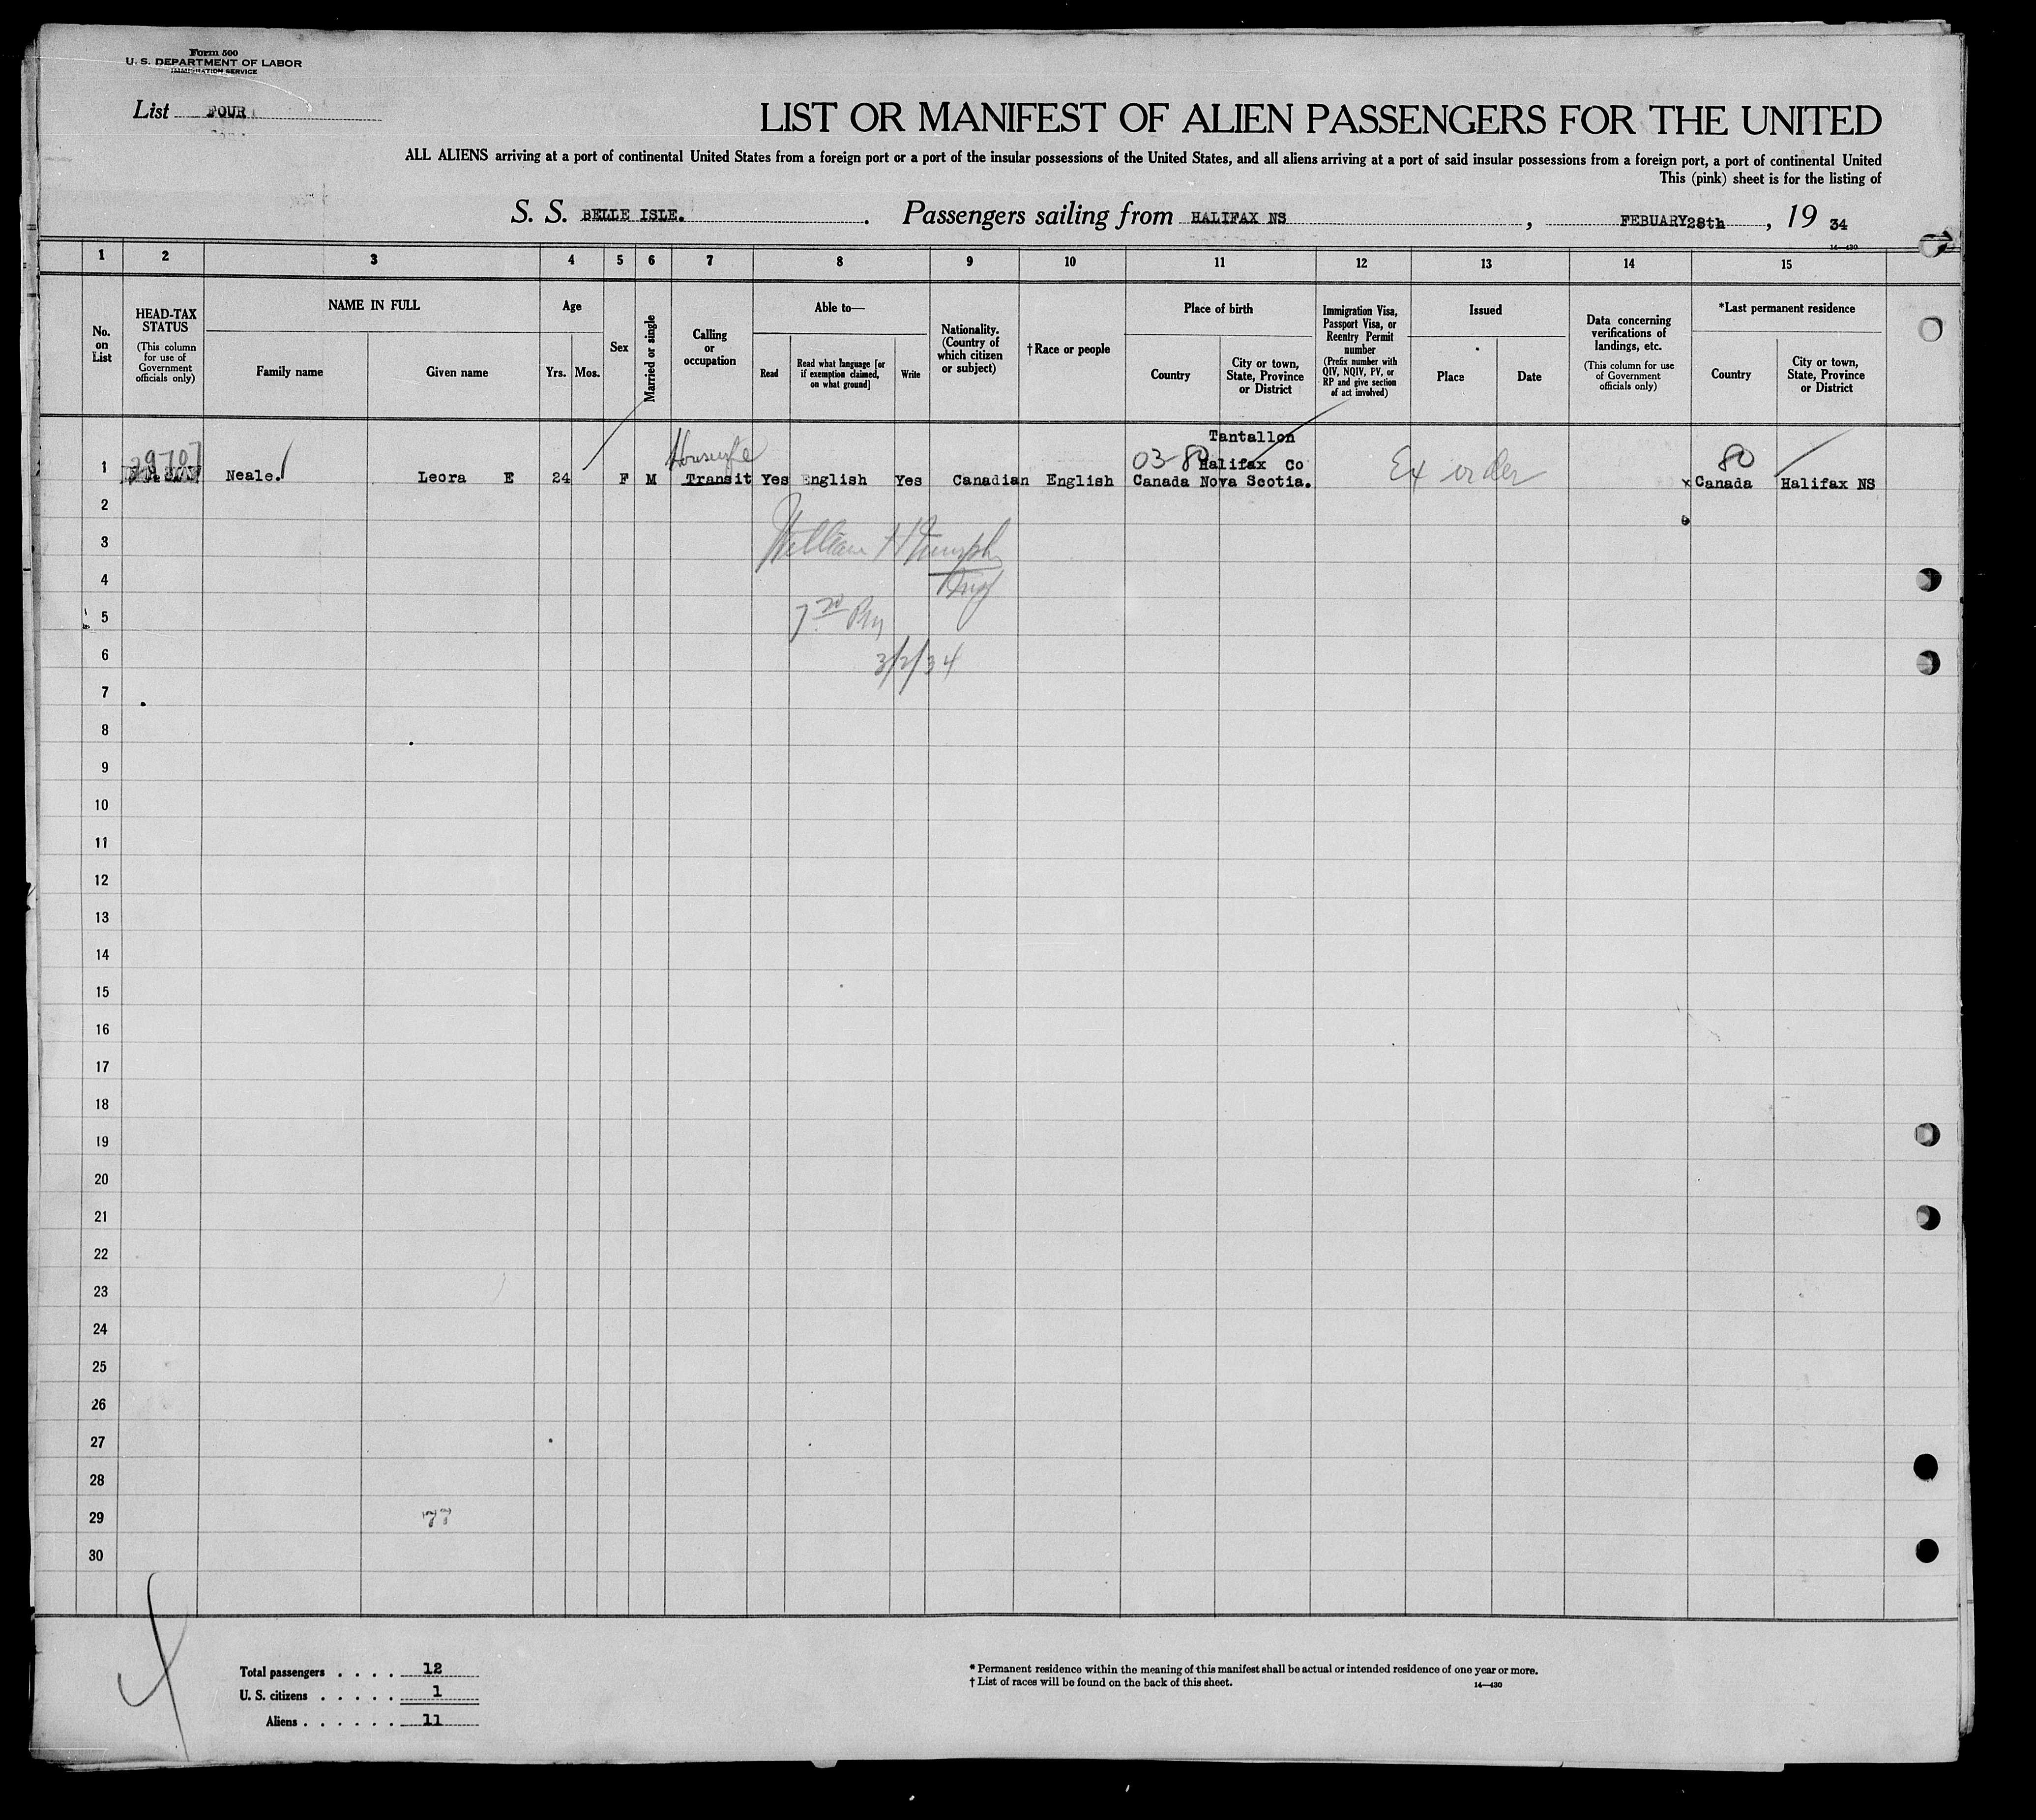 Form 500
U. S. DEPARTMENT OF LABOR
IMMIGRATION SERVICE
List FOUR
LIST OR MANIFEST OF ALIEN PASSENGERS FOR THE UNITED
ALL ALIENS arriving at a port of continental United States from a foreign port or a port of the insular possessions of the United States, and all aliens arriving at a port of said insular possessions from a foreign port, a port of continental United
This (pink) sheet is for the listing of
S. S. BELLE ISLE. Passengers sailing from HALIFAX NS, FEBUARY 28th, 19 34
14—430
1 2 3 4 5 6 7 8 9 10 11 12 13 14 15
No. on List
HEAD-TAX STATUS
(This column for use of Government officials only)
NAME IN FULL
Family name
Given name
Age
Yrs.
Mos.
Sex
Married or single
Calling or occupation
Able to—
Read
Read what language [or if exemption claimed, on what ground]
Write
Nationality. (Country of which citizen or subject)
†Race or people
Place of birth
Country
City or town, State, Province or District
Immigration Visa, Passport Visa, or Reentry Permit number
(Prefix number with QIV, NQIV, PV, or RP and give section of act involved)
Issued
Place
Date
Data concerning verifications of landings, etc.
(This column for use of Government officials only)
*Last permanent residence
Country
City or town, State, Province or District
Housewife
Tantallon
03-80 Halifax Co
80
1 Neale. Leora E 24 F M Transit Yes English Yes Canadian English Canada Nova Scotia. Ex order x Canada Halifax NS
2
3 William H
4
5 7 30 Pm
6 3/2/34
7
8
9
10
11
12
13
14
15
16
17
18
19
20
21
22
23
24
25
26
27
28
29 77
30
Total passengers . . . . 12
U. S. citizens . . . . . 1
Aliens . . . . . . 11
* Permanent residence within the meaning of this manifest shall be actual or intended residence of one year or more.
† List of races will be found on the back of this sheet.
14—430